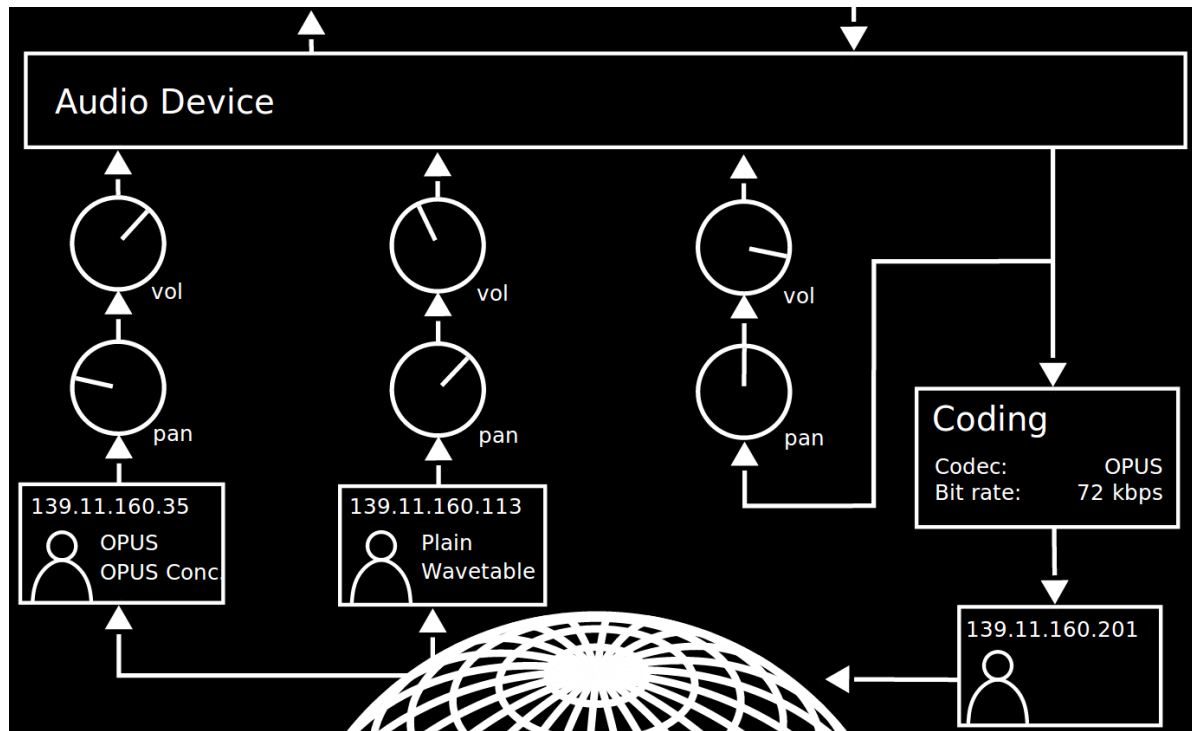 Audio Device
vol
vol
vol
pan
pan
pan
Coding
Codec: OPUS
Bit rate: 72 kbps
139.11.160.35
OPUS
OPUS Conc.
139.11.160.113
Plain
Wavetable
139.11.160.201